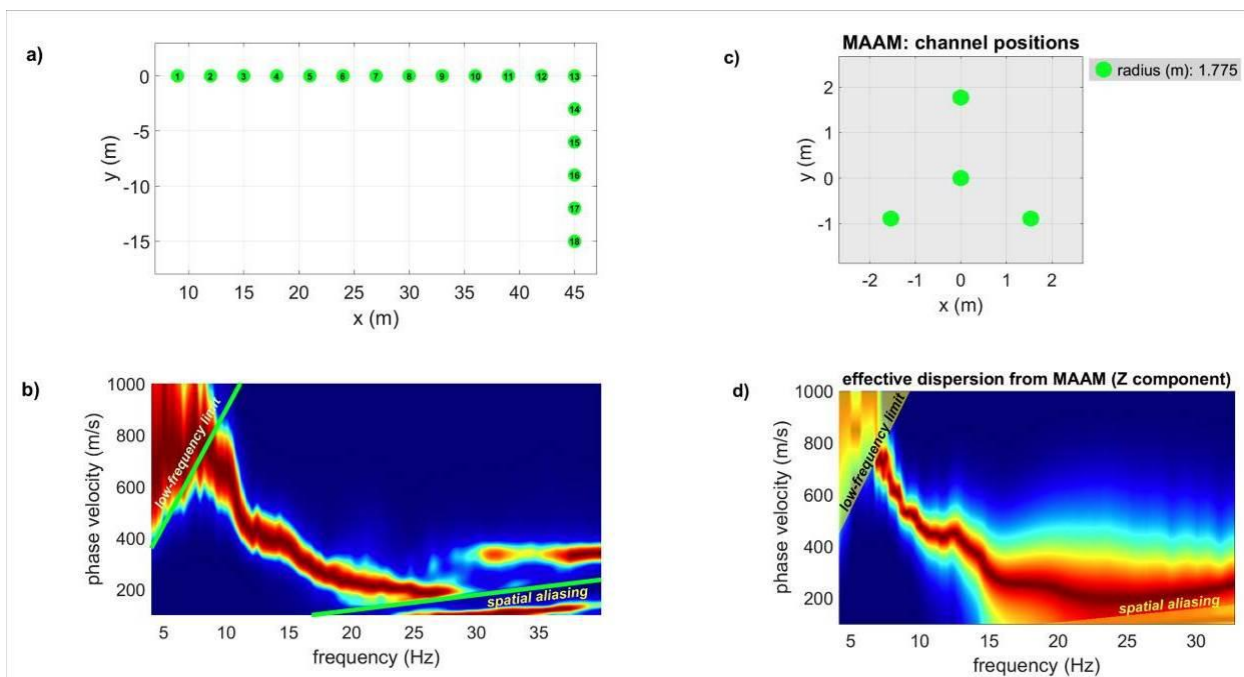 a)
1 2 3 4 5 6 7 8 9 10 11 12 13
14
15
16
17
18
0
-5
-10
-15
y (m)
10 15 20 25 30 35 40 45
x (m)
c)
MAAM: channel positions
radius (m): 1.775
2
1
0
-1
y (m)
-2 -1 0 1 2
x (m)
b)
1000
800
600
400
200
phase velocity (m/s)
low-frequency limit
spatial aliasing
5 10 15 20 25 30 35
frequency (Hz)
d)
effective dispersion from MAAM (Z component)
1000
800
600
400
200
phase velocity (m/s)
low-frequency limit
spatial aliasing
5 10 15 20 25 30
frequency (Hz)